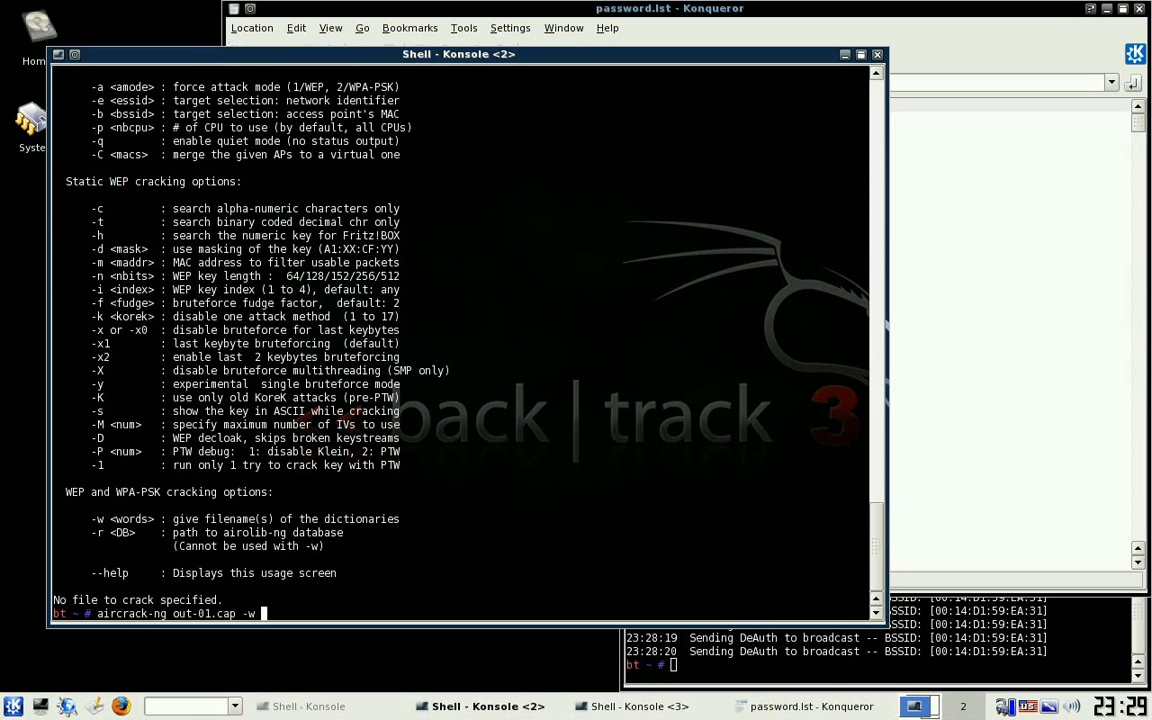 password.lst - Konqueror
Location Edit View Go Bookmarks Tools Settings Window Help
Hom
Syste
Shell - Konsole <2>
-a <amode> : force attack mode (1/WEP, 2/WPA-PSK)
-e <essid> : target selection: network identifier
-b <bssid> : target selection: access point's MAC
-p <nbcpu> : # of CPU to use (by default, all CPUs)
-q : enable quiet mode (no status output)
-C <macs> : merge the given APs to a virtual one
Static WEP cracking options:
-c : search alpha-numeric characters only
-t : search binary coded decimal chr only
-h : search the numeric key for Fritz!BOX
-d <mask> : use masking of the key (A1:XX:CF:YY)
-m <maddr> : MAC address to filter usable packets
-n <nbits> : WEP key length : 64/128/152/256/512
-i <index> : WEP key index (1 to 4), default: any
-f <fudge> : bruteforce fudge factor, default: 2
-k <korek> : disable one attack method (1 to 17)
-x or -x0 : disable bruteforce for last keybytes
-x1 : last keybyte bruteforcing (default)
-x2 : enable last 2 keybytes bruteforcing
-X : disable bruteforce multithreading (SMP only)
-y : experimental single bruteforce mode
-K : use only old KoreK attacks (pre-PTW)
-s : show the key in ASCII while cracking
-M <num> : specify maximum number of IVs to use
-D : WEP decloak, skips broken keystreams
-P <num> : PTW debug: 1: disable Klein, 2: PTW
-1 : run only 1 try to crack key with PTW
WEP and WPA-PSK cracking options:
-w <words> : give filename(s) of the dictionaries
-r <DB> : path to airolib-ng database
(Cannot be used with -w)
--help : Displays this usage screen
No file to crack specified.
bt ~ # aircrack-ng out-01.cap -w
<< back | track 3
BSSID: [00:14:D1:59:EA:31]
BSSID: [00:14:D1:59:EA:31]
23:28:19 Sending DeAuth to broadcast -- BSSID: [00:14:D1:59:EA:31]
23:28:20 Sending DeAuth to broadcast -- BSSID: [00:14:D1:59:EA:31]
bt ~ #
Shell - Konsole
Shell - Konsole <2>
Shell - Konsole <3>
password.lst - Konqueror
2
US
23:29